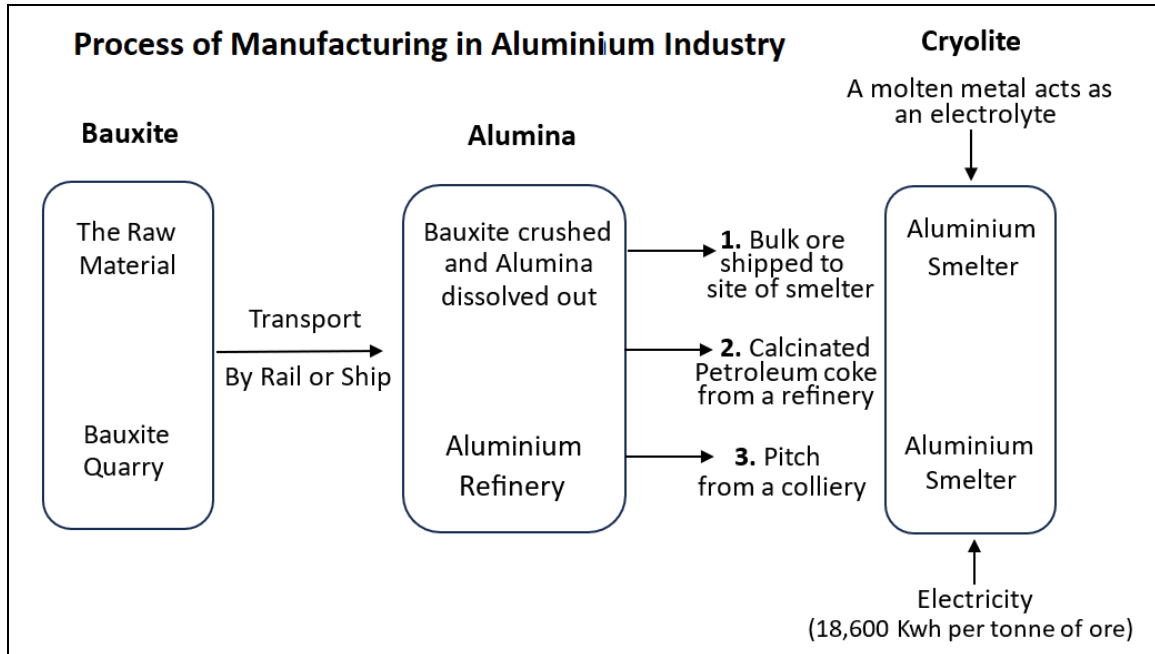 Process of Manufacturing in Aluminium Industry
Cryolite
A molten metal acts as
an electrolyte
Bauxite
Alumina
The Raw
Material
Bauxite
Quarry
Transport
By Rail or Ship
Bauxite crushed
and Alumina
dissolved out
Aluminium
Refinery
1. Bulk ore
shipped to
site of smelter
2. Calcinated
Petroleum coke
from a refinery
3. Pitch
from a colliery
Aluminium
Smelter
Aluminium
Smelter
Electricity
(18,600 Kwh per tonne of ore)